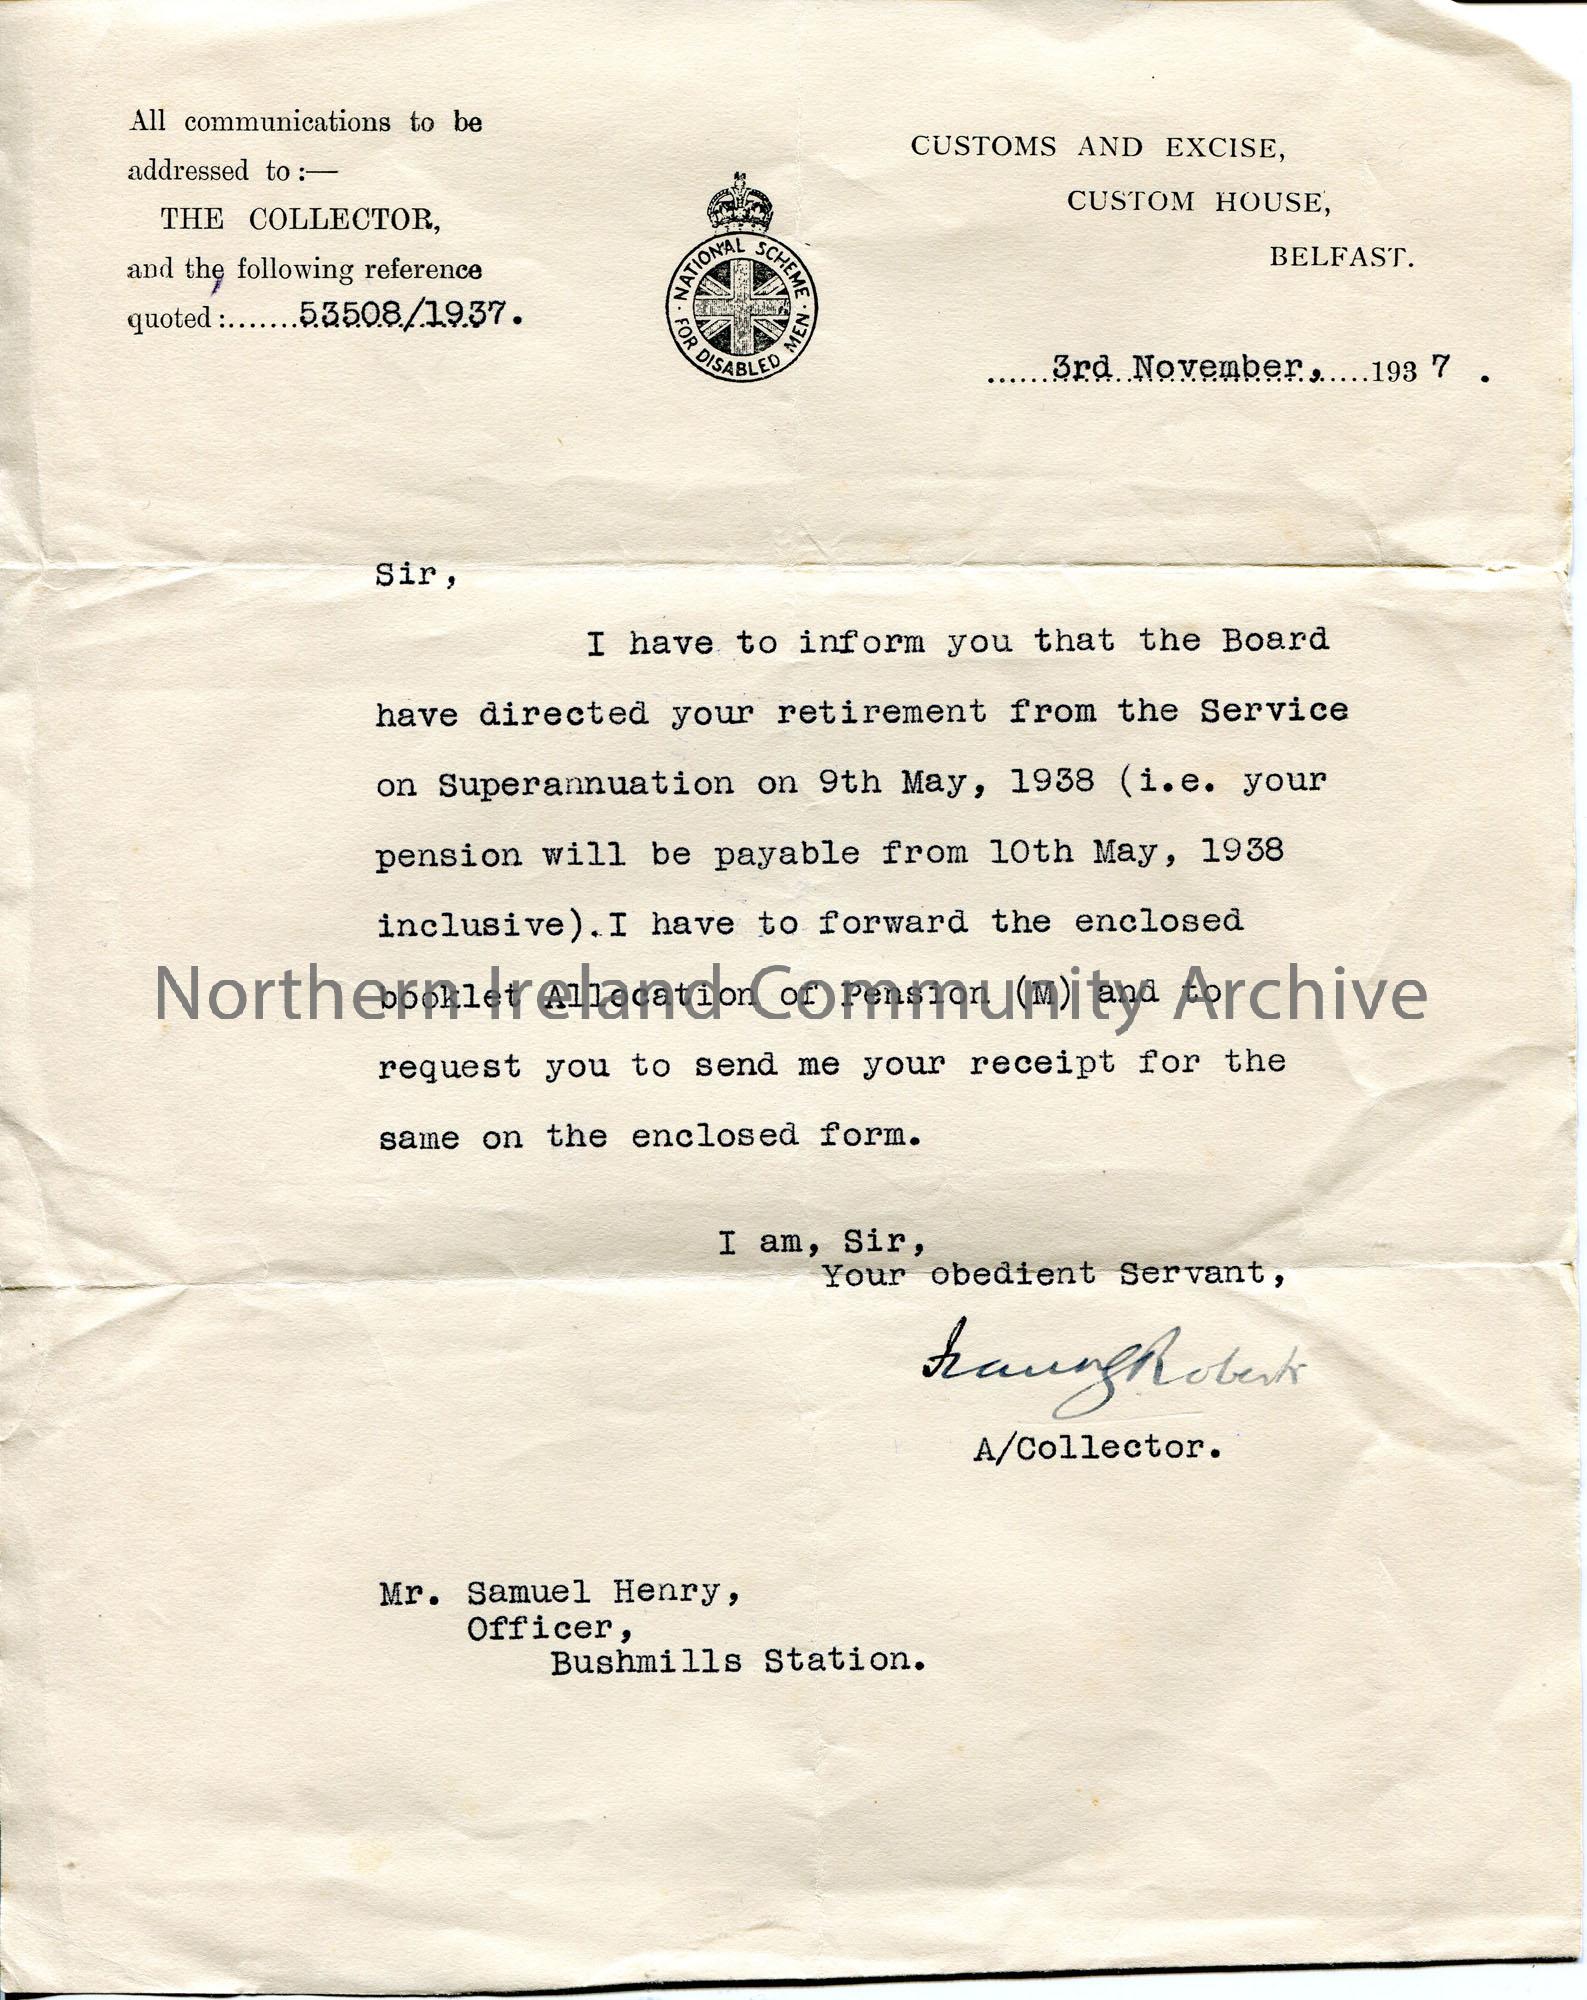 All communications to be
addressed to :—
THE COLLECTOR,
and the following reference
quoted :.......53508/1937.
NATIONAL SCHEME
FOR DISABLED MEN
CUSTOMS AND EXCISE,
CUSTOM HOUSE,
BELFAST.
......3rd November,.....1937 .
Sir,
I have to inform you that the Board
have directed your retirement from the Service
on Superannuation on 9th May, 1938 (i.e. your
pension will be payable from 10th May, 1938
inclusive).I have to forward the enclosed
booklet Allocation of Pension (M) and to
Northern Ireland Community Archive
request you to send me your receipt for the
same on the enclosed form.
I am, Sir,
Your obedient Servant,
Roberts
A/Collector.
Mr. Samuel Henry,
Officer,
Bushmills Station.